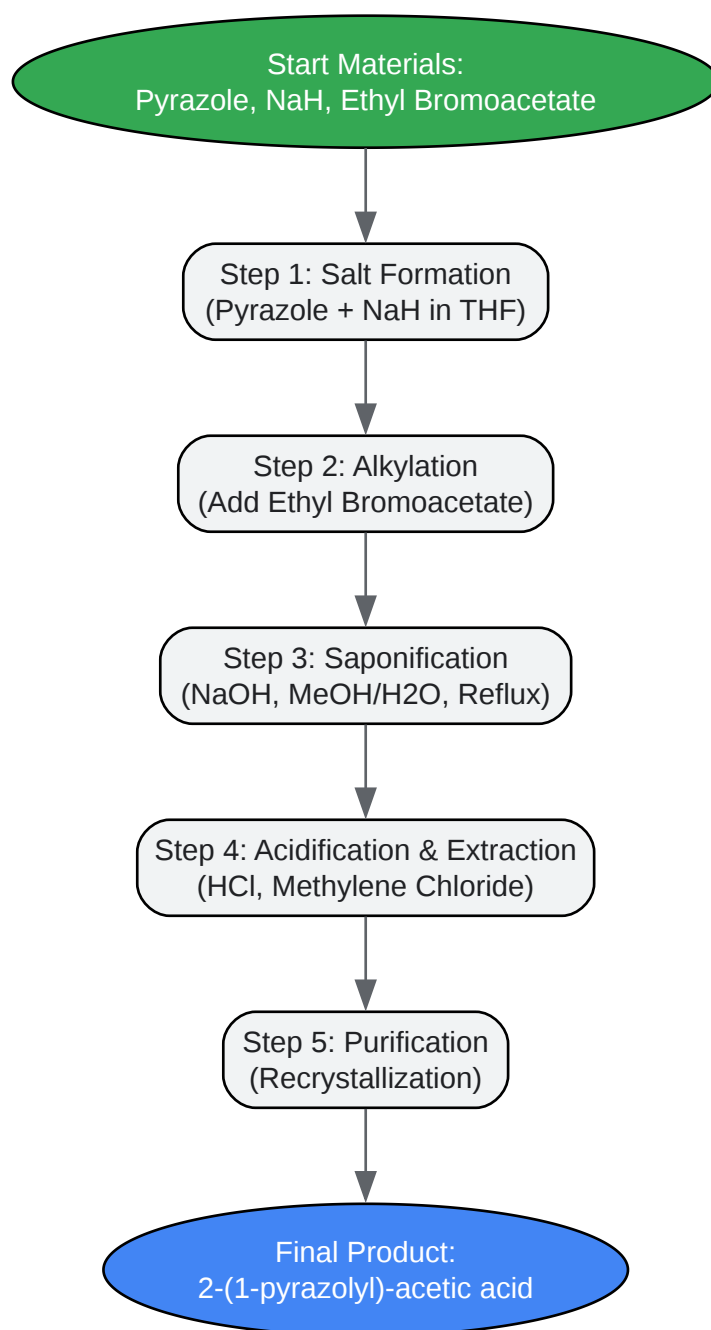 Start Materials:
Pyrazole, NaH, Ethyl Bromoacetate
Step 1: Salt Formation
(Pyrazole + NaH in THF)
Step 2: Alkylation
(Add Ethyl Bromoacetate)
Step 3: Saponification
(NaOH, MeOH/H2O, Reflux)
Step 4: Acidification & Extraction
(HCl, Methylene Chloride)
Step 5: Purification
(Recrystallization)
Final Product:
2-(1-pyrazolyl)-acetic acid